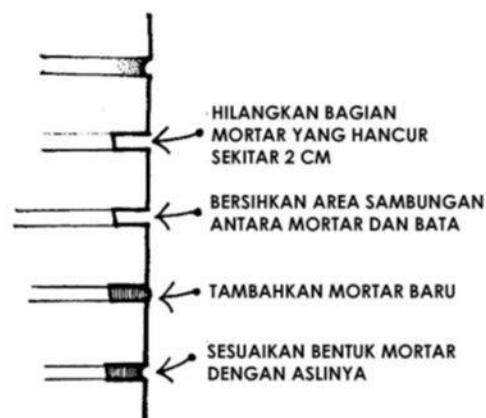 HILANGKAN BAGIAN
MORTAR YANG HANCUR
SEKITAR 2 CM
BERSIHKAN AREA SAMBUNGAN
ANTARA MORTAR DAN BATA
TAMBAHKAN MORTAR BARU
SESUAIKAN BENTUK MORTAR
DENGAN ASLINYA